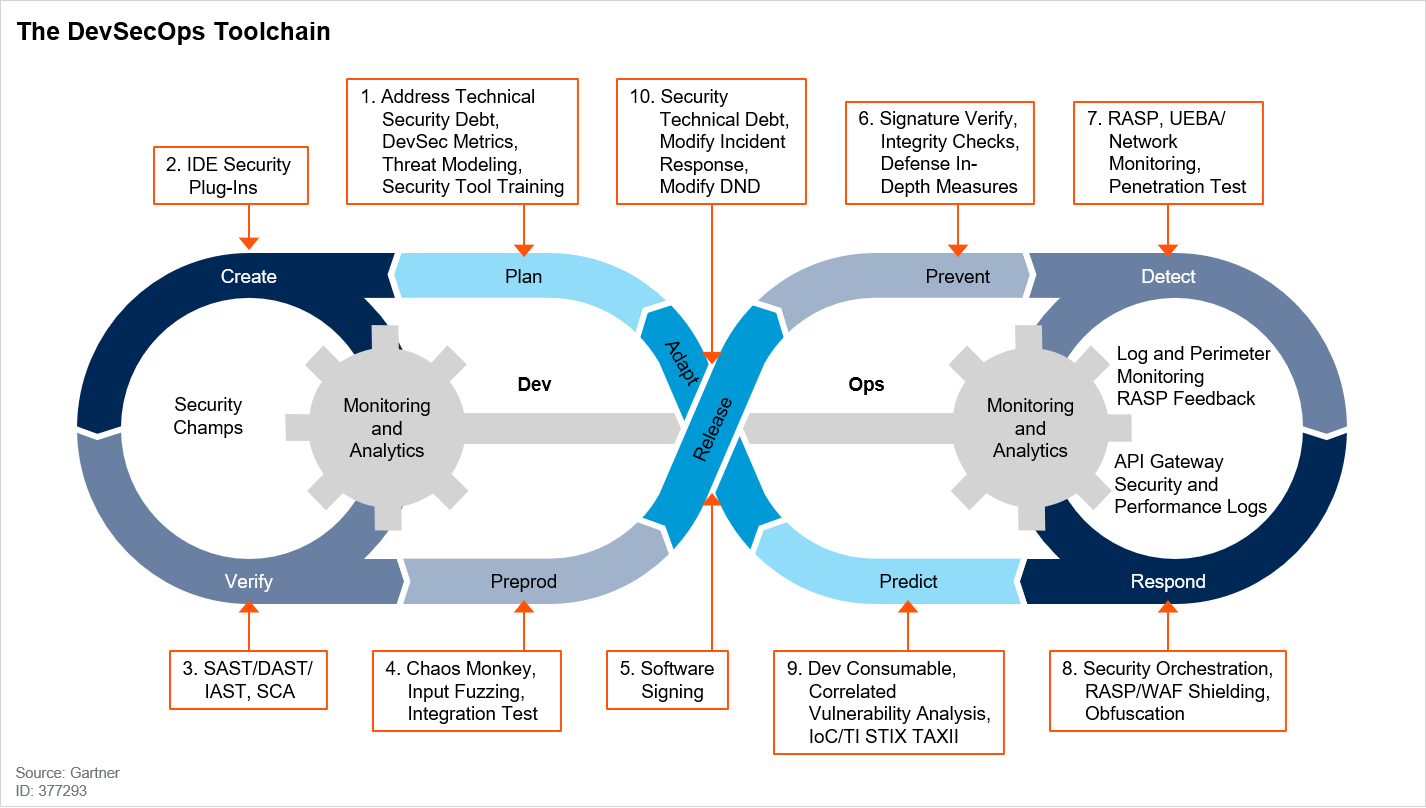 The DevSecOps Toolchain
1. Address Technical
Security Debt,
DevSec Metrics,
Threat Modeling,
Security Tool Training
10. Security
Technical Debt,
Modify Incident
Response,
Modify DND
6. Signature Verify,
Integrity Checks,
Defense In-
Depth Measures
7. RASP, UEBA/
Network
Monitoring,
Penetration Test
2. IDE Security
Plug-Ins
Create
Plan
Prevent
Detect
Adapt
Release
Dev
Ops
Security
Champs
Monitoring
and
Analytics
Monitoring
and
Analytics
Log and Perimeter
Monitoring
RASP Feedback
API Gateway
Security and
Performance Logs
Verify
Preprod
Predict
Respond
3. SAST/DAST/
IAST, SCA
4. Chaos Monkey,
Input Fuzzing,
Integration Test
5. Software
Signing
9. Dev Consumable,
Correlated
Vulnerability Analysis,
IoC/TI STIX TAXII
8. Security Orchestration,
RASP/WAF Shielding,
Obfuscation
Source: Gartner
ID: 377293